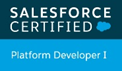 SALESFORCE
CERTIFIED
Platform Developer I